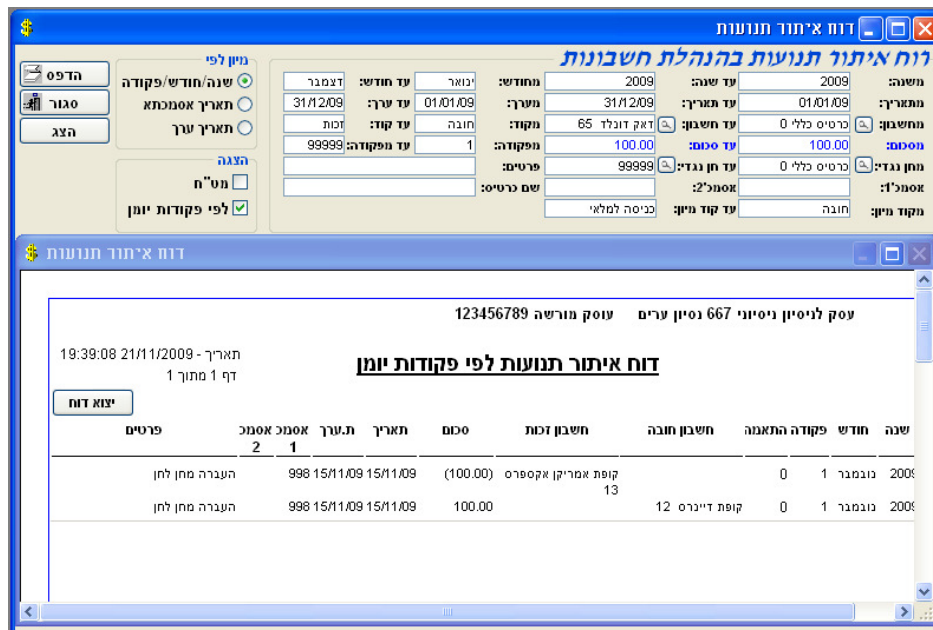 דוח איתור תנועות
דוח איתור תנועות בהנהלת חשבונות
משנה: 2009 עד שנה: 2009 מחודש: ינואר עד חודש: דצמבר
מתאריך: 01/01/09 עד תאריך: 31/12/09 מערך: 01/01/09 עד ערך: 31/12/09
מחשבון: כרטיס כללי 0 עד חשבון: דאק דונלד 65 מקוד: חובה עד קוד: זכות
מסכום: 100.00 עד סכום: 100.00 מפקודה: 1 עד מפקודה: 99999
מחן נגדי: כרטיס כללי 0 עד חן נגדי: 99999 פרטים:
אסמכ'1: אסמכ'2: שם כרטיס:
מקוד מיון: חובה עד קוד מיון: כניסה למלאי
מיון לפי
שנה/חודש/פקודה
תאריך אסמכתא
תאריך ערך
הצגה
מט"ח
לפי פקודות יומן
הדפס
סגור
הצג
דוח איתור תנועות
עסק לניסיון ניסיוני 667 נסיון ערים עוסק מורשה 123456789
תאריך - 21/11/2009 19:39:08
דף 1 מתוך 1
דוח איתור תנועות לפי פקודות יומן
יצוא דוח
שנה חודש פקודה התאמה חשבון חובה חשבון זכות סכום תאריך ת.ערך אסמכ אסמכ פרטים
1 2
2009 נובמבר 1 0 קופת אמריקן אקספרס (100.00) 15/11/09 15/11/09 998 העברה מחן לחן
13
2009 נובמבר 1 0 קופת דיינרס 12 100.00 15/11/09 15/11/09 998 העברה מחן לחן